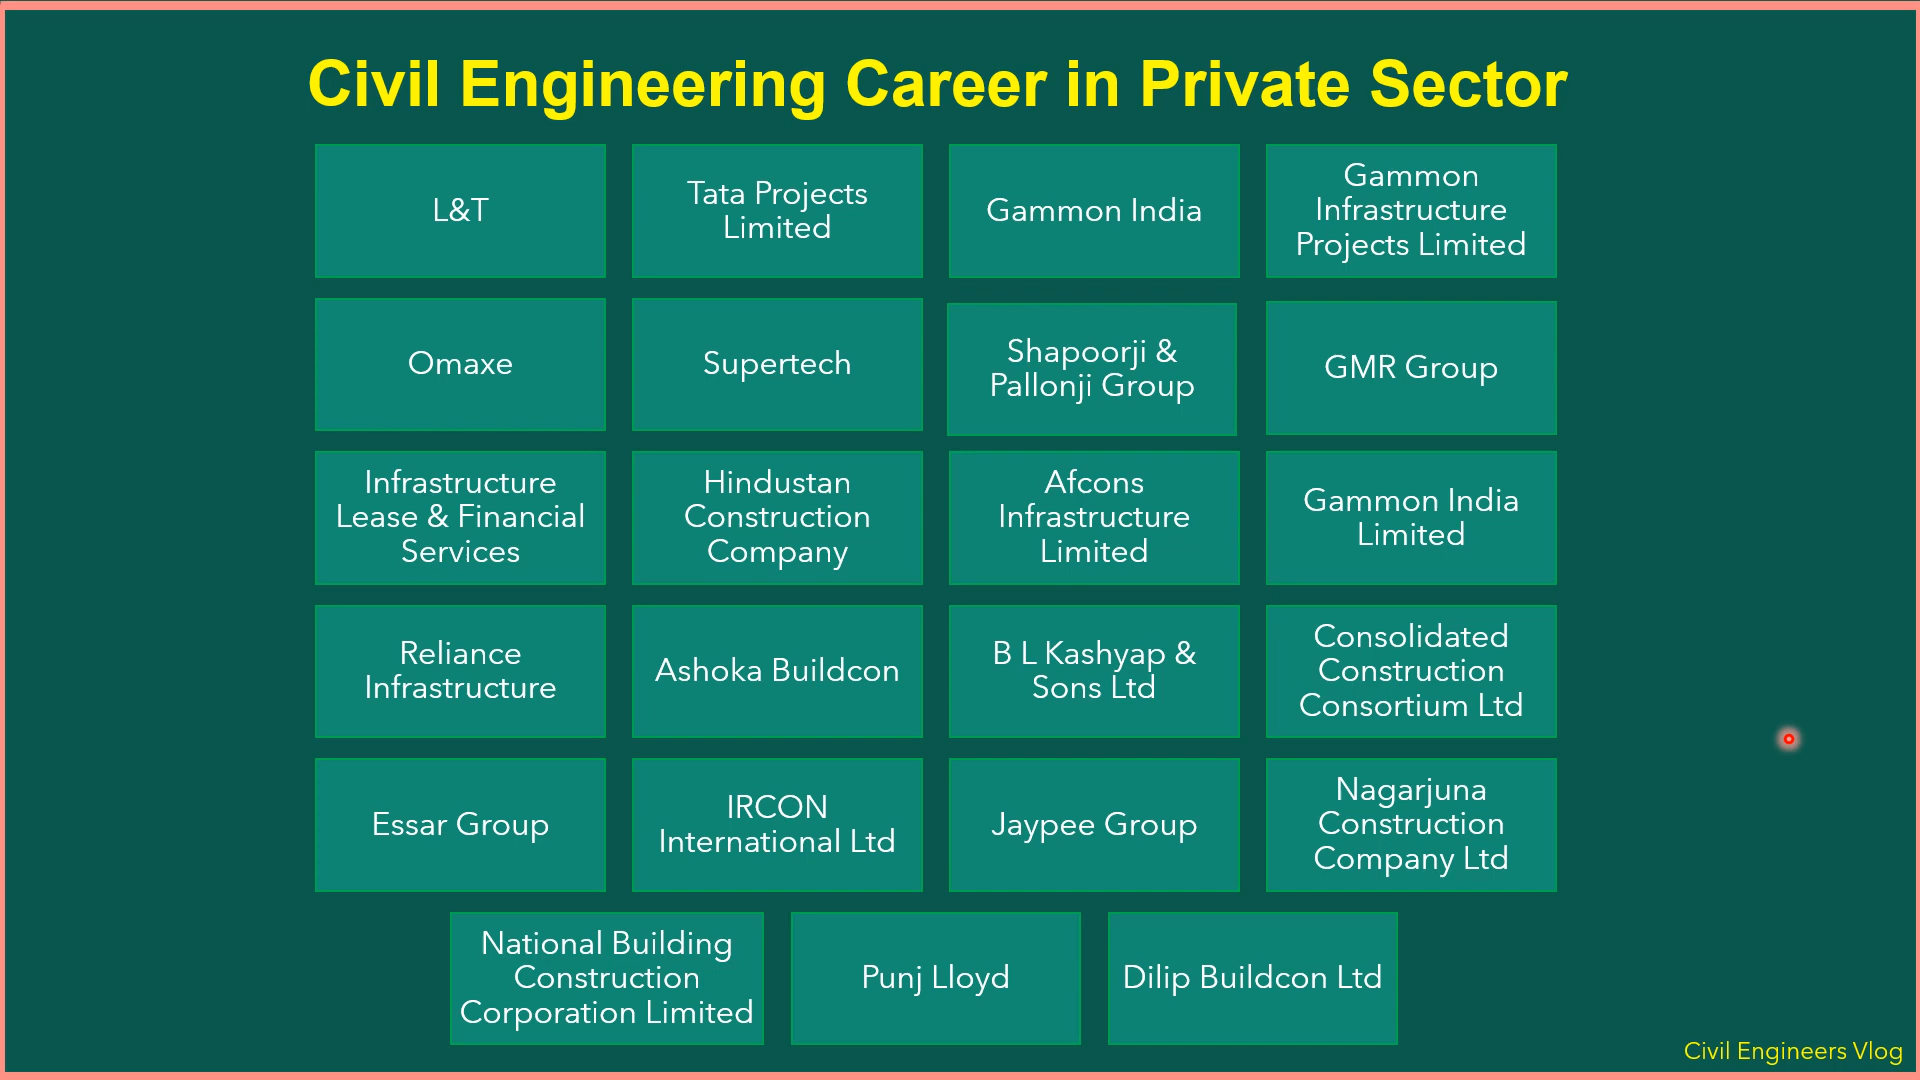 Civil Engineering Career in Private Sector
L&T
Tata Projects
Limited
Gammon India
Gammon
Infrastructure
Projects Limited
Omaxe
Supertech
Shapoorji &
Pallonji Group
GMR Group
Infrastructure
Lease & Financial
Services
Hindustan
Construction
Company
Afcons
Infrastructure
Limited
Gammon India
Limited
Reliance
Infrastructure
Ashoka Buildcon
B L Kashyap &
Sons Ltd
Consolidated
Construction
Consortium Ltd
Essar Group
IRCON
International Ltd
Jaypee Group
Nagarjuna
Construction
Company Ltd
National Building
Construction
Corporation Limited
Punj Lloyd
Dilip Buildcon Ltd
Civil Engineers Vlog